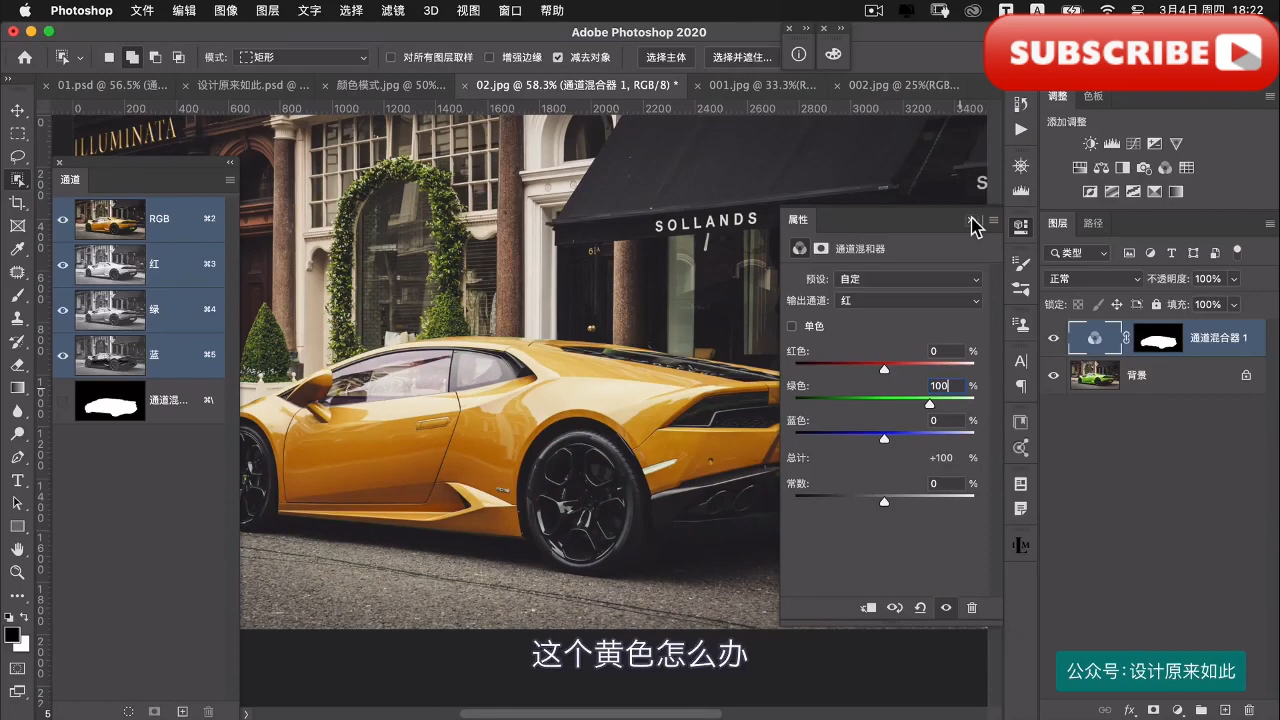 Photoshop 文件 编辑 图像 图层 文字 选择 滤镜 3D 视图 窗口 帮助
3月4日 周四 18:22
Adobe Photoshop 2020
SUBSCRIBE
模式: 矩形 对所有图层取样 增强边缘 减去对象 选择主体 选择并遮住...
01.psd @ 56.5% (通... 设计原来如此.psd @ ... 颜色模式.jpg @ 50%... 02.jpg @ 58.3% (通道混合器 1, RGB/8) * 001.jpg @ 33.3%(R... 002.jpg @ 25%(RGB...
800 1000 1200 1400 1600 1800 2000 2200 2400 2600 2800 3000 3200 3400
ILLUMINATA
SOLLANDS
S
61A
通道
RGB ⌘2
红 ⌘3
绿 ⌘4
蓝 ⌘5
通道混... ⌘\
属性
通道混和器
预设: 自定
输出通道: 红
单色
红色: 0 %
绿色: 100 %
蓝色: 0 %
总计: +100 %
常数: 0 %
调整 色板
添加调整
图层 路径
类型
正常 不透明度: 100%
锁定: 填充: 100%
通道混合器 1
背景
这个黄色怎么办
公众号:设计原来如此